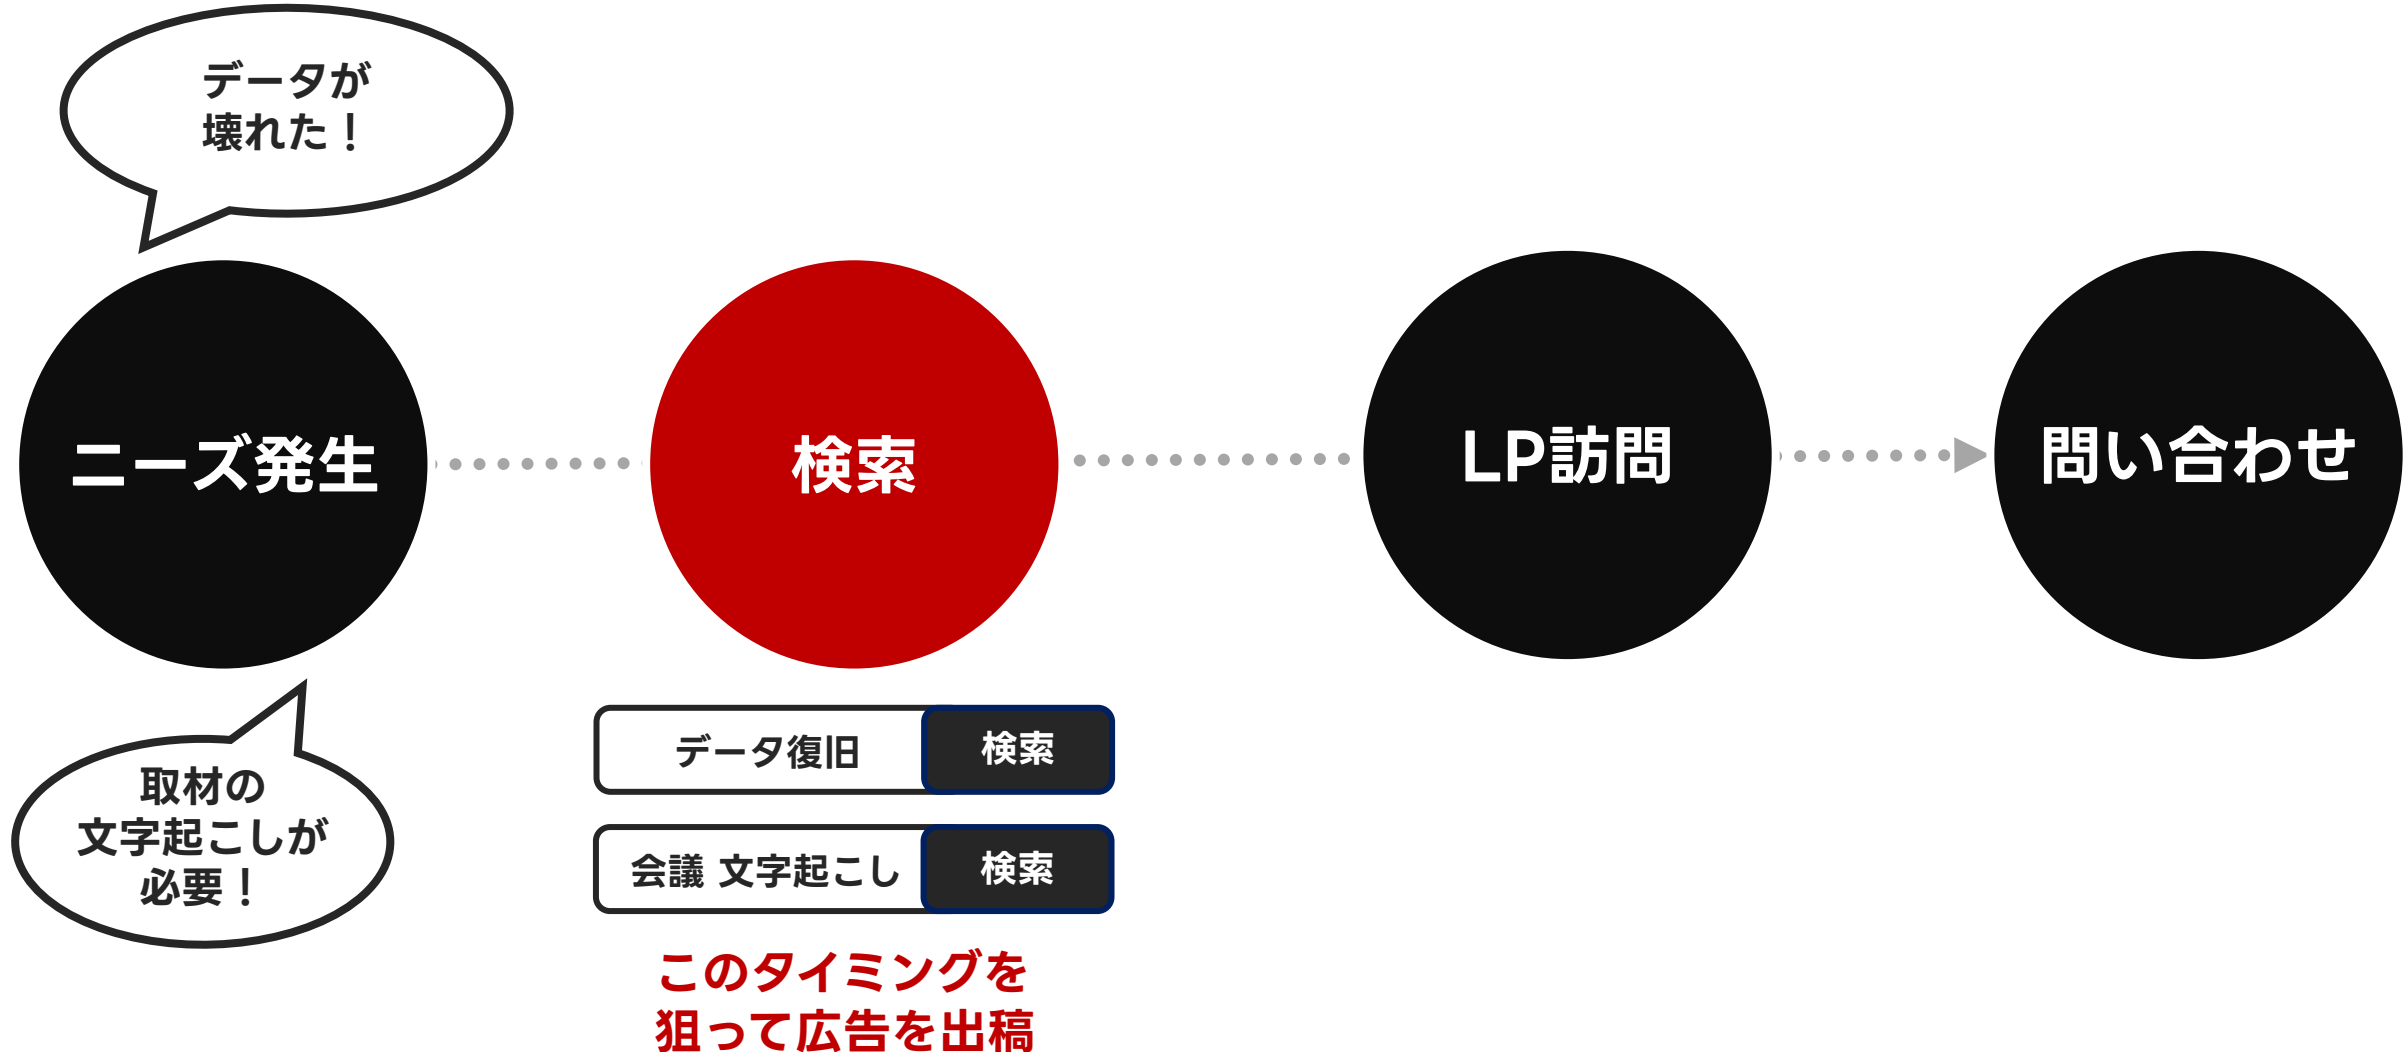 データが
壊れた！
ニーズ発生
検索
LP訪問
問い合わせ
取材の
文字起こしが
必要！
データ復旧
検索
会議 文字起こし
検索
このタイミングを
狙って広告を出稿